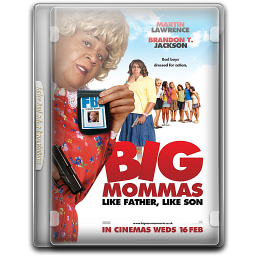 MARTIN
LAWRENCE
BRANDON T.
JACKSON
Bad boys
dressed for action.
FBI
BIG
MOMMAS
LIKE FATHER, LIKE SON
IN CINEMAS WEDS 16 FEB